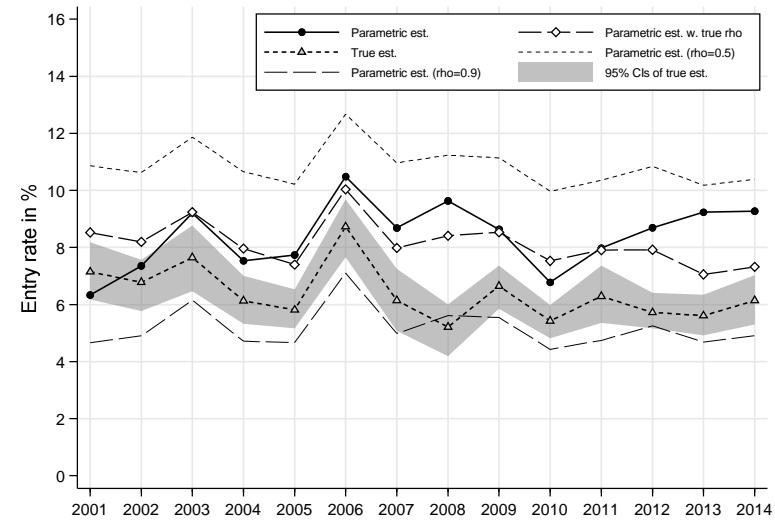 16
14
12
10
8
6
4
2
0
Entry rate in %
Parametric est.
Parametric est. w. true rho
True est.
Parametric est. (rho=0.5)
Parametric est. (rho=0.9)
95% CIs of true est.
2001 2002 2003 2004 2005 2006 2007 2008 2009 2010 2011 2012 2013 2014